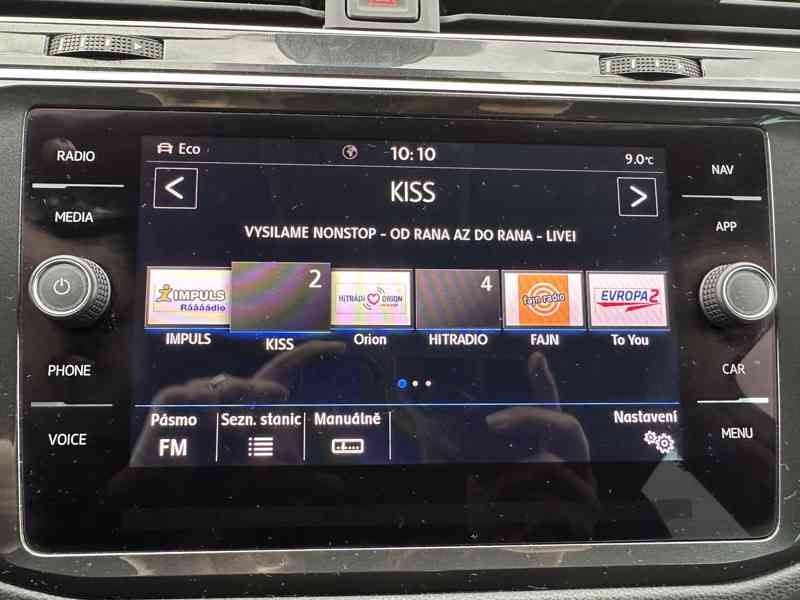 RADIO
MEDIA
PHONE
VOICE
Eco
10:10
9.0°C
<
KISS
>
VYSILAME NONSTOP - OD RANA AZ DO RANA - LIVE!
IMPULS
Ráááádio
2
HITRÁDIO ORION
4
fajn radio
EVROPA 2
IMPULS
KISS
Orion
HITRADIO
FAJN
To You
Pásmo
Sezn. stanic
Manuálně
Nastavení
FM
NAV
APP
CAR
MENU